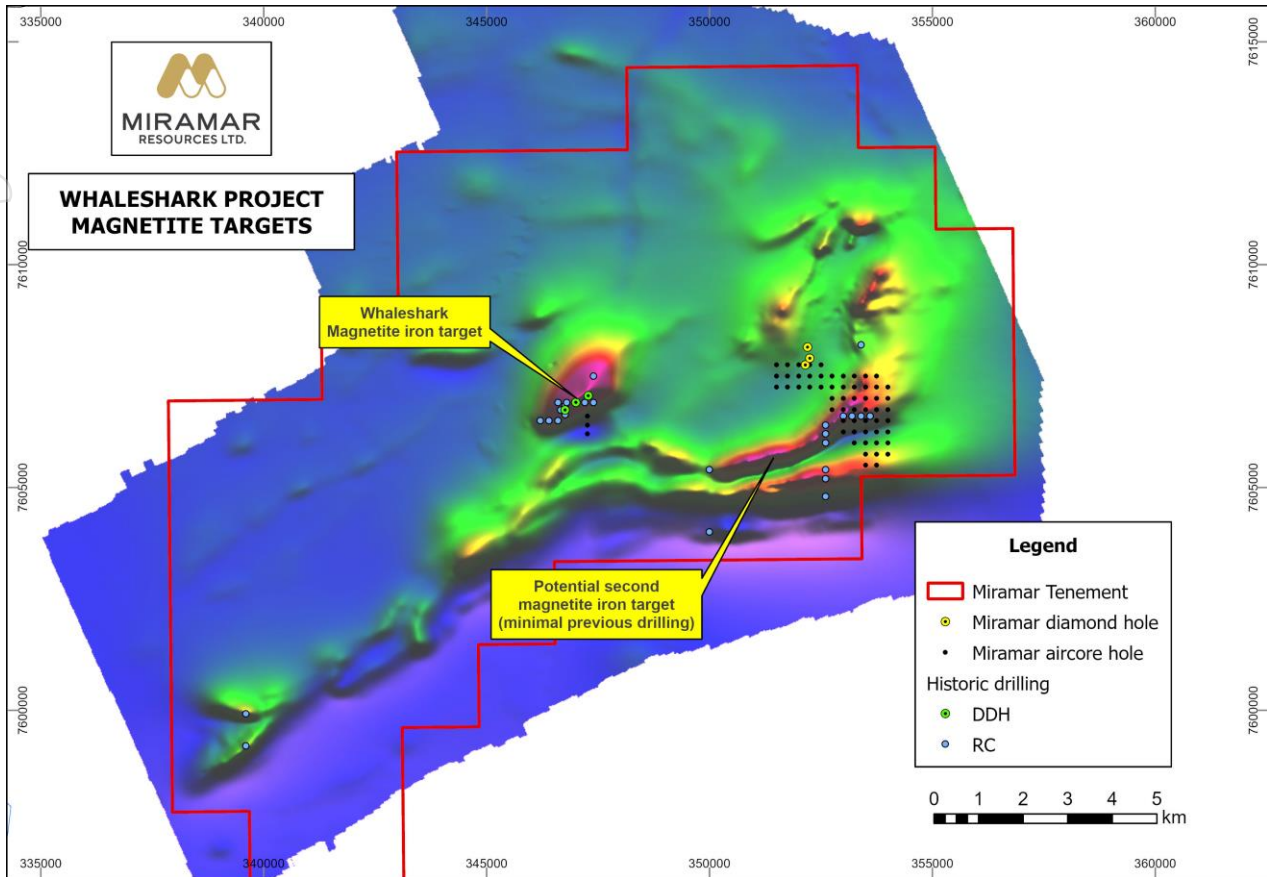 335000
340000
345000
350000
355000
360000
7615000
7615000
MIRAMAR
RESOURCES LTD.
WHALESHARK PROJECT
MAGNETITE TARGETS
7610000
7610000
Whaleshark
Magnetite iron target
7605000
7605000
Potential second
magnetite iron target
(minimal previous drilling)
Legend
Miramar Tenement
Miramar diamond hole
Miramar aircore hole
Historic drilling
DDH
RC
7600000
7600000
0 1 2 3 4 5
km
335000
340000
345000
350000
355000
360000